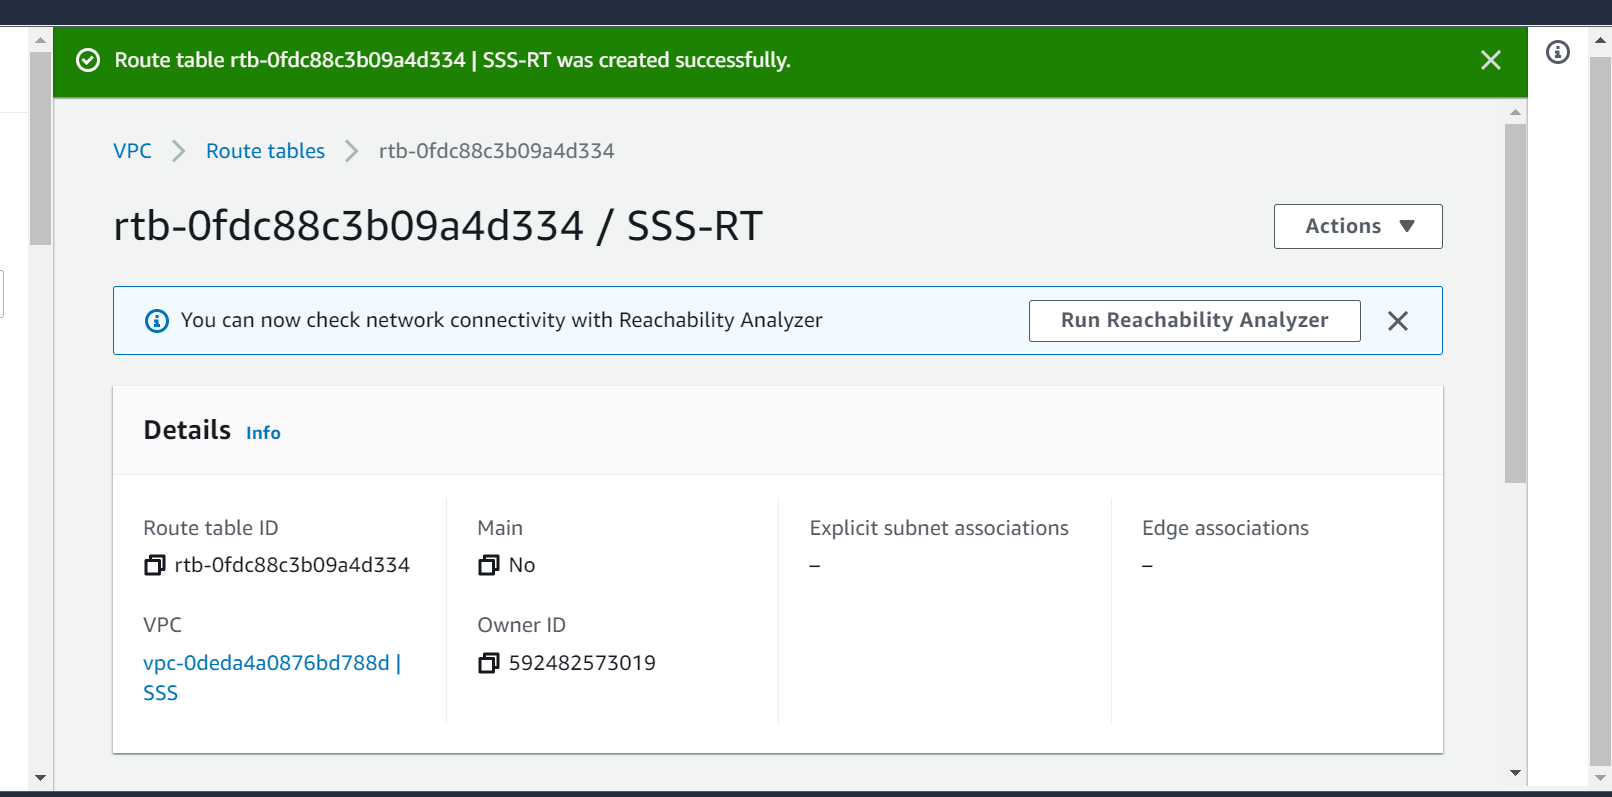 Route table rtb-0fdc88c3b09a4d334 | SSS-RT was created successfully.
VPC > Route tables > rtb-0fdc88c3b09a4d334
rtb-0fdc88c3b09a4d334 / SSS-RT
Actions
You can now check network connectivity with Reachability Analyzer
Run Reachability Analyzer
Details Info
Route table ID
rtb-0fdc88c3b09a4d334
Main
No
Explicit subnet associations
–
Edge associations
–
VPC
vpc-0deda4a0876bd788d |
SSS
Owner ID
592482573019